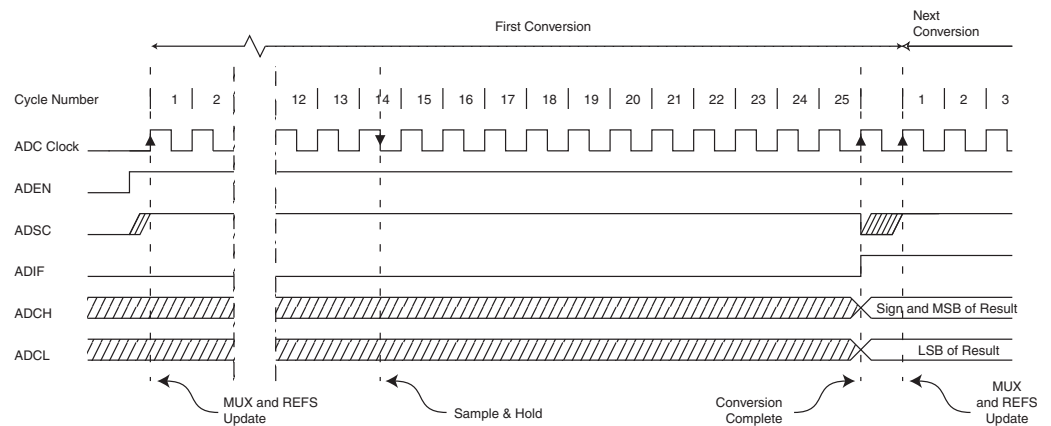 First Conversion
Next
Conversion
Cycle Number 1 2 12 13 14 15 16 17 18 19 20 21 22 23 24 25 1 2 3
ADC Clock
ADEN
ADSC
ADIF
ADCH Sign and MSB of Result
ADCL LSB of Result
MUX and REFS
Update
Sample & Hold
Conversion
Complete
MUX
and REFS
Update